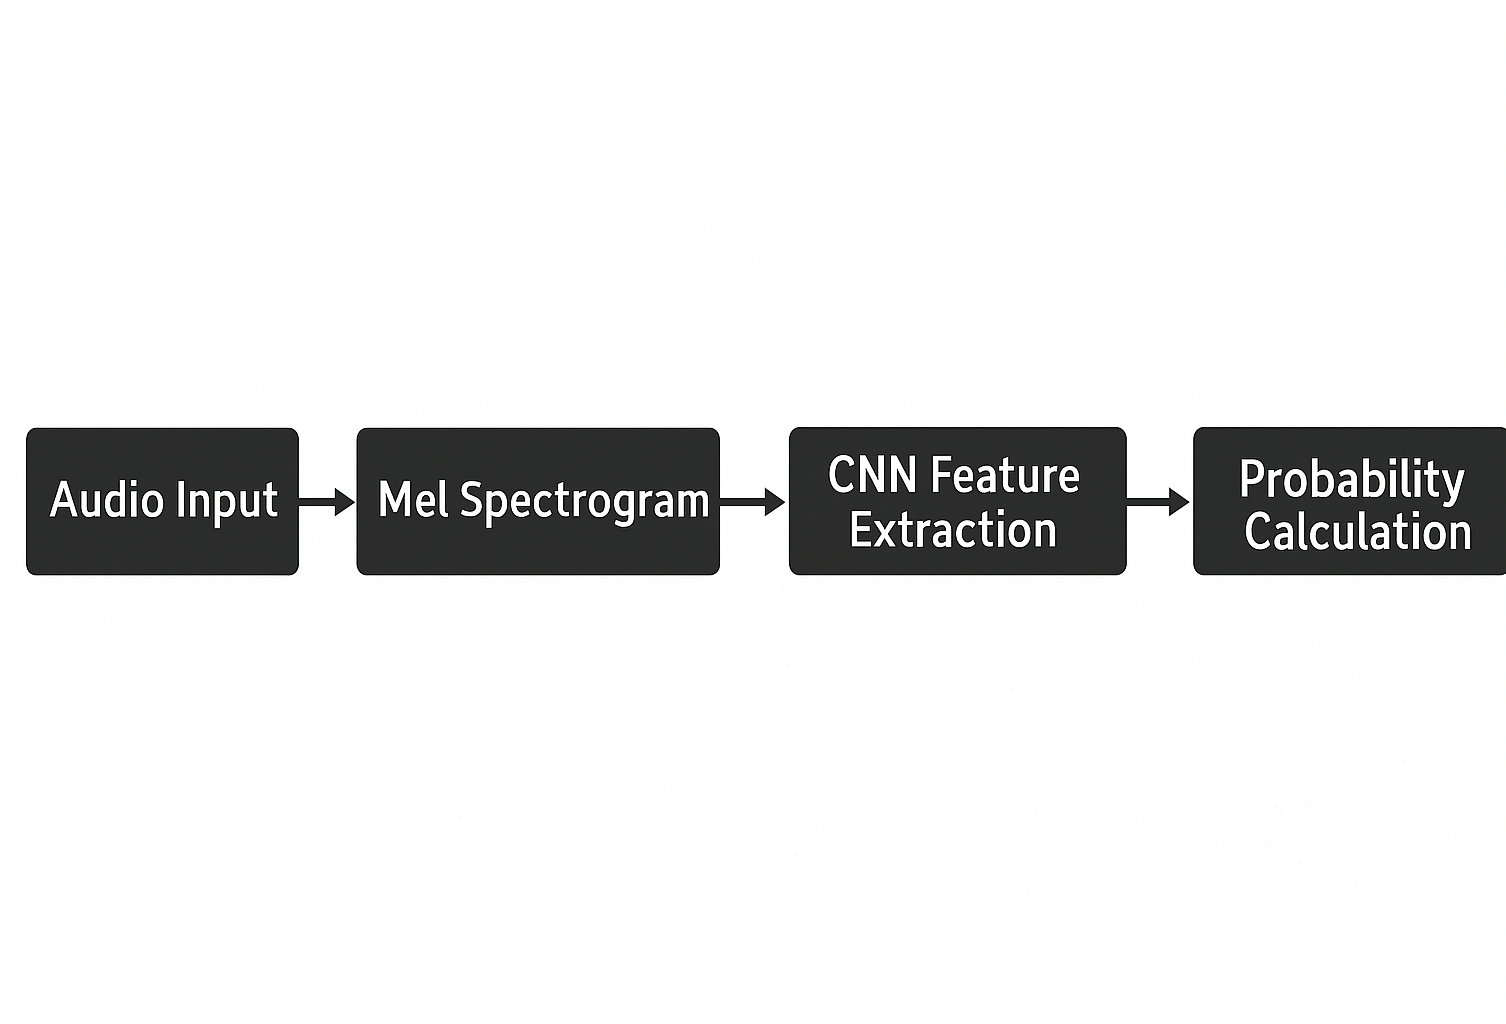 Audio Input
Mel Spectrogram
CNN Feature
Extraction
Probability
Calculation